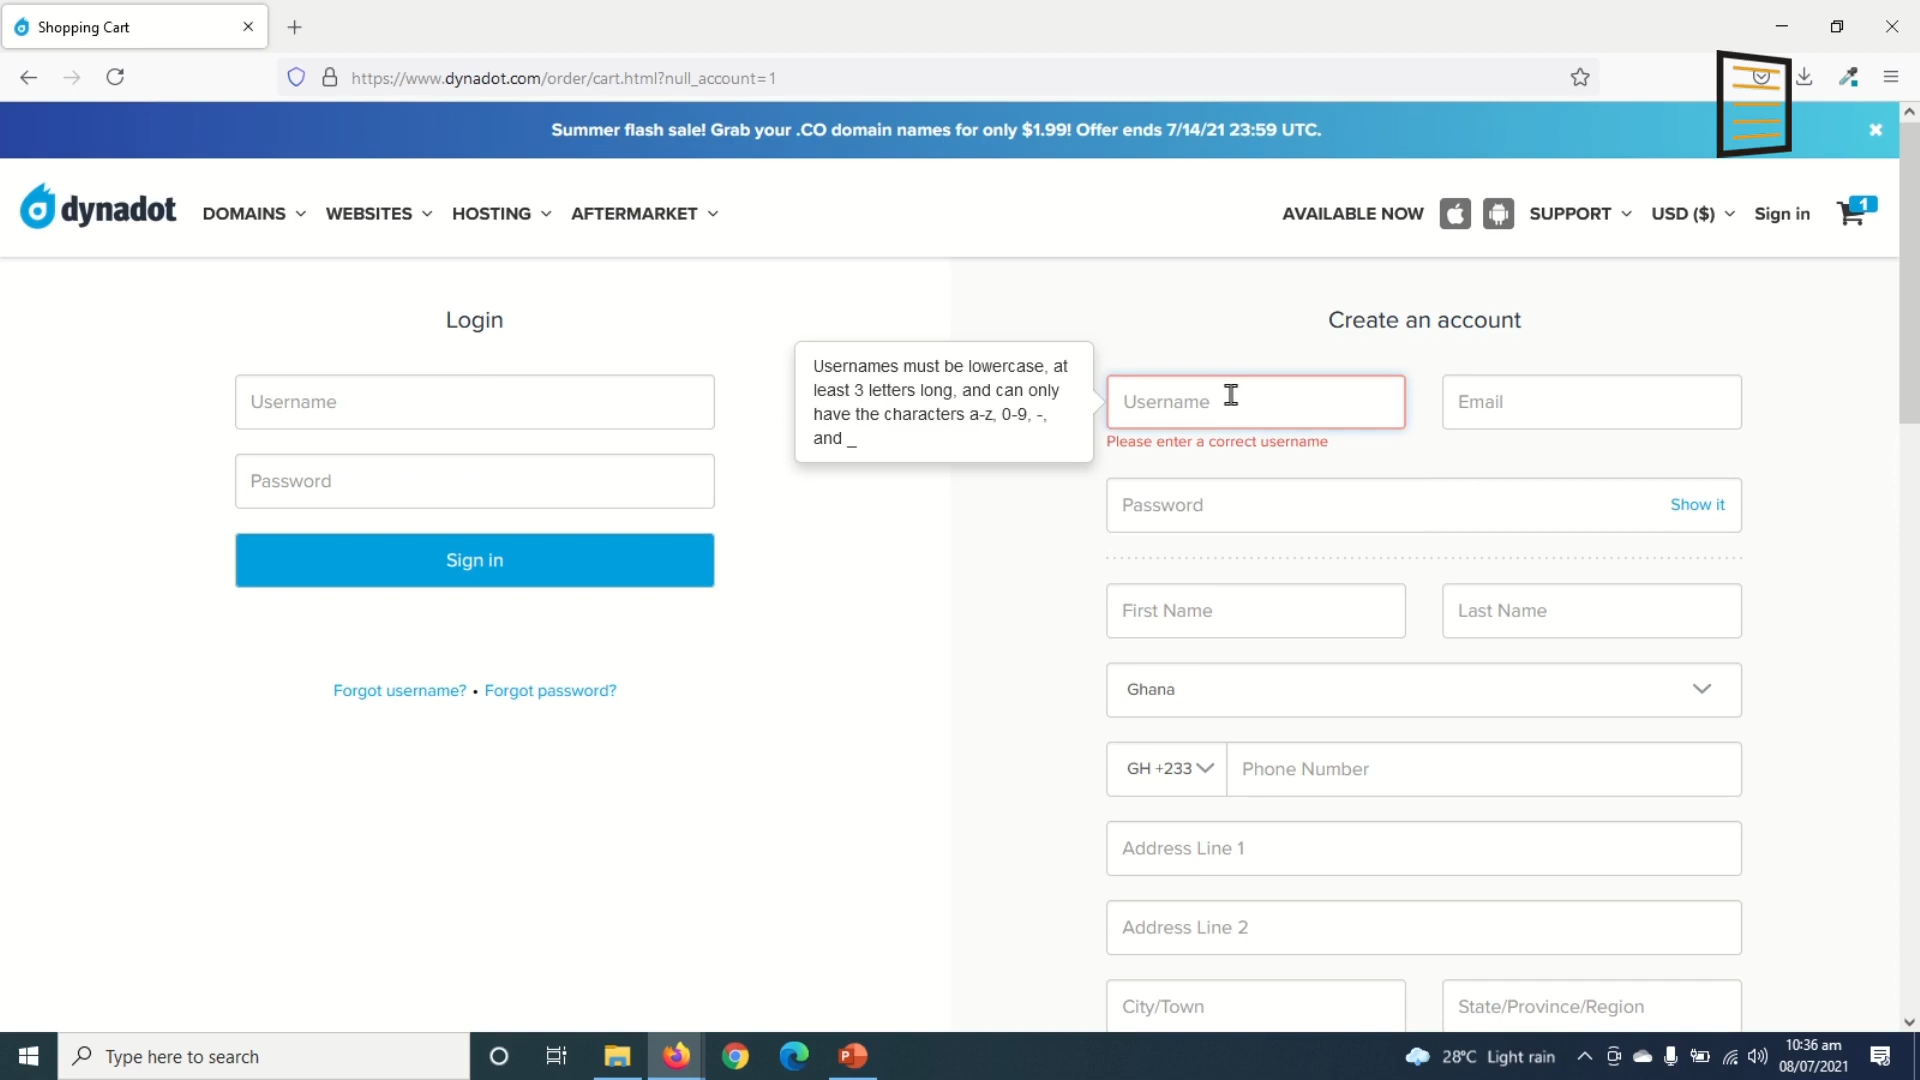 Shopping Cart
https://www.dynadot.com/order/cart.html?null_account=1
Summer flash sale! Grab your .CO domain names for only $1.99! Offer ends 7/14/21 23:59 UTC.
dynadot DOMAINS WEBSITES HOSTING AFTERMARKET AVAILABLE NOW SUPPORT USD ($) Sign in 1
Login
Username
Password
Sign in
Forgot username? • Forgot password?
Create an account
Usernames must be lowercase, at
least 3 letters long, and can only
have the characters a-z, 0-9, -,
and _
Username Email
Please enter a correct username
Password Show it
First Name Last Name
Ghana
GH +233 Phone Number
Address Line 1
Address Line 2
City/Town State/Province/Region
Type here to search
28°C Light rain
10:36 am
08/07/2021